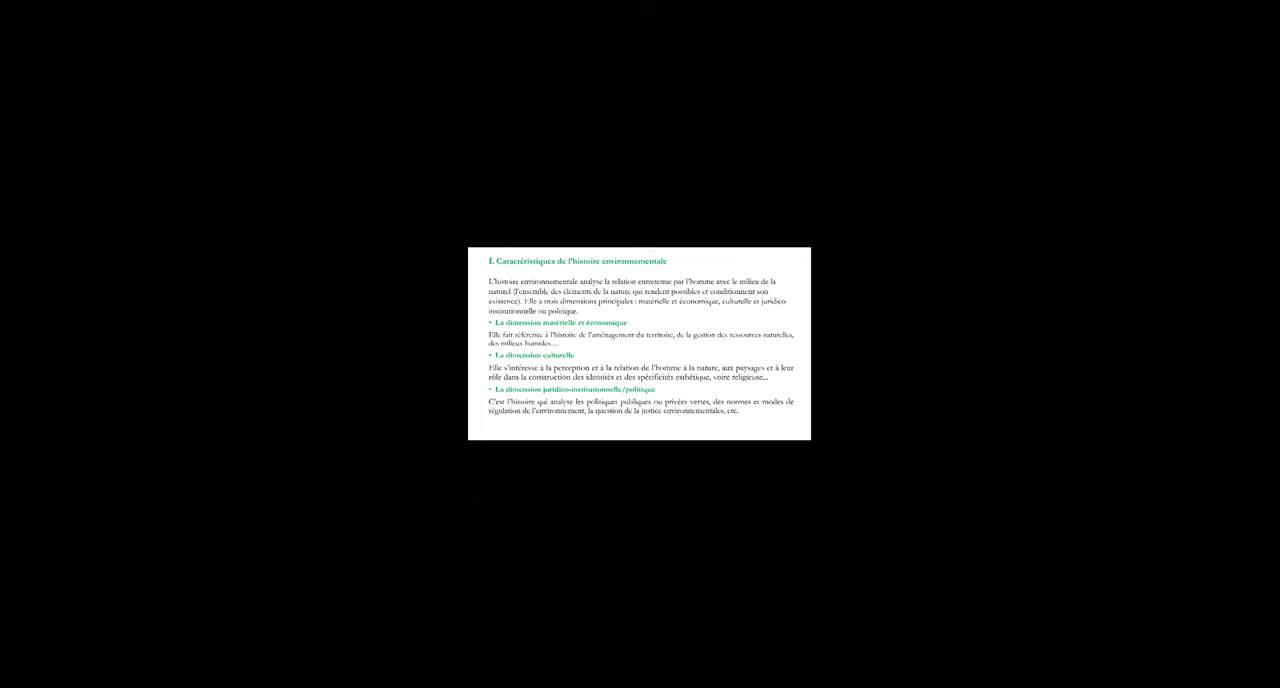 I. Caractéristiques de l'histoire environnementale
L'histoire environnementale analyse la relation entretenue par l'homme avec le milieu de la
naturel (l'ensemble des éléments de la nature qui rendent possibles et conditionnent son
existence). Elle a trois dimensions principales : matérielle et économique, culturelle et juridico-
institutionnelle ou politique.
• La dimension matérielle et économique
Elle fait référence à l'histoire de l'aménagement du territoire, de la gestion des ressources naturelles,
des milieux humides…
• La dimension culturelle
Elle s'intéresse à la perception et à la relation de l'homme à la nature, aux paysages et à leur
rôle dans la construction des identités et des spécificités esthétique, voire religieuse...
• La dimension juridico-institutionnelle/politique
C'est l'histoire qui analyse les politiques publiques ou privées vertes, des normes et modes de
régulation de l'environnement, la question de la justice environnementales, etc.